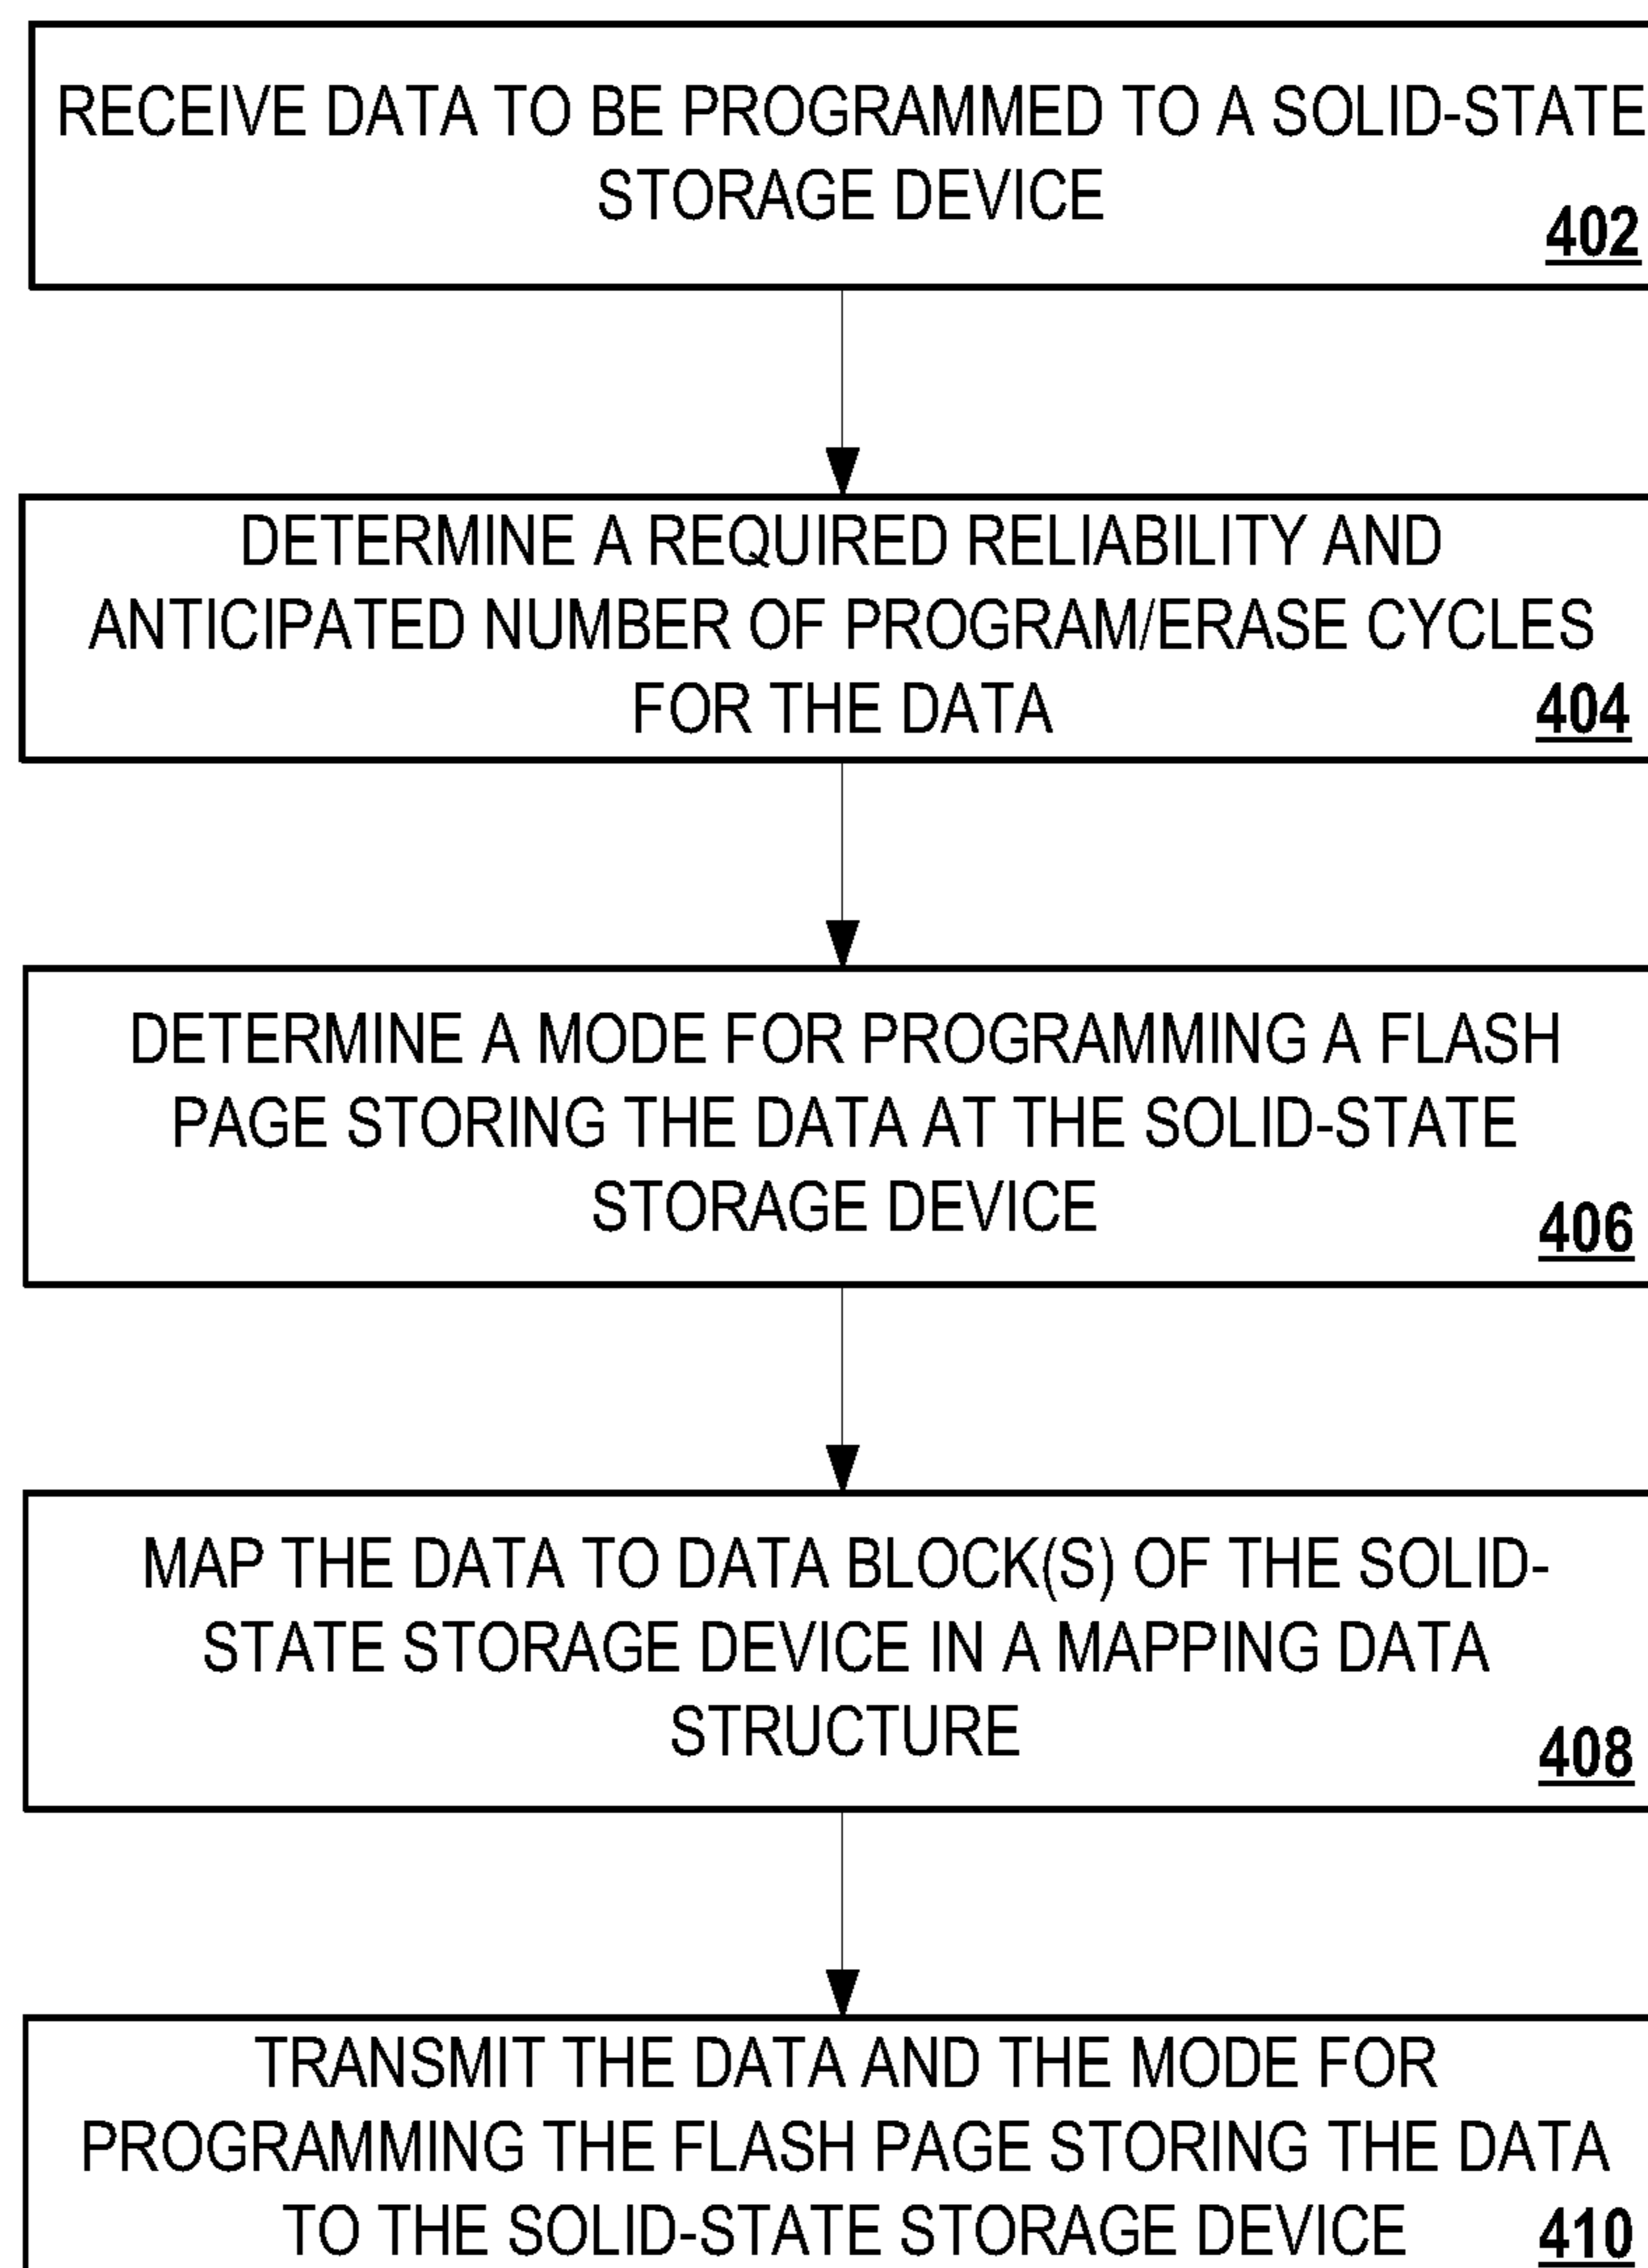 RECEIVE DATA TO BE PROGRAMMED TO A SOLID-STATE
STORAGE DEVICE
402
DETERMINE A REQUIRED RELIABILITY AND
ANTICIPATED NUMBER OF PROGRAM/ERASE CYCLES
FOR THE DATA
404
DETERMINE A MODE FOR PROGRAMMING A FLASH
PAGE STORING THE DATA AT THE SOLID-STATE
STORAGE DEVICE
406
MAP THE DATA TO DATA BLOCK(S) OF THE SOLID-
STATE STORAGE DEVICE IN A MAPPING DATA
STRUCTURE
408
TRANSMIT THE DATA AND THE MODE FOR
PROGRAMMING THE FLASH PAGE STORING THE DATA
TO THE SOLID-STATE STORAGE DEVICE
410